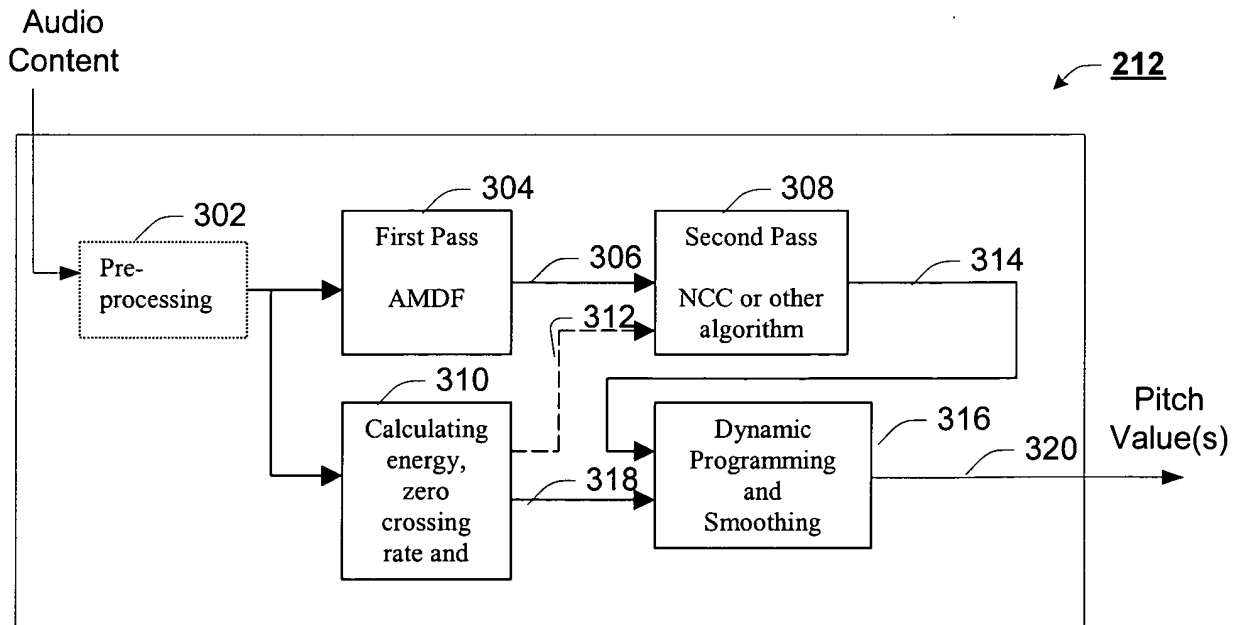 Audio
Content
212
302
Pre-
processing
304
First Pass
AMDF
306
308
Second Pass
NCC or other
algorithm
314
312
310
Calculating
energy,
zero
crossing
rate and
318
Dynamic
Programming
and
Smoothing
316
320
Pitch
Value(s)